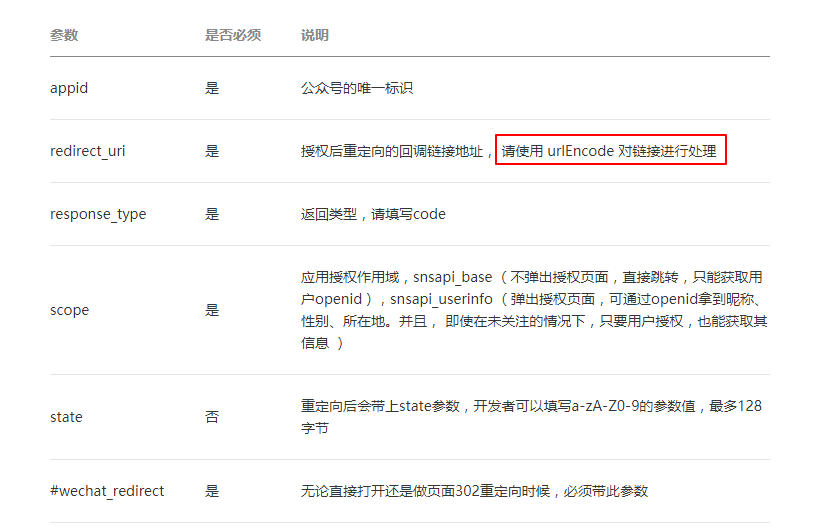 参数 是否必须 说明
appid 是 公众号的唯一标识
redirect_uri 是 授权后重定向的回调链接地址，请使用 urlEncode 对链接进行处理
response_type 是 返回类型，请填写code
scope 是 应用授权作用域，snsapi_base （不弹出授权页面，直接跳转，只能获取用
户openid），snsapi_userinfo （弹出授权页面，可通过openid拿到昵称、
性别、所在地。并且， 即使在未关注的情况下，只要用户授权，也能获取其
信息 ）
state 否 重定向后会带上state参数，开发者可以填写a-zA-Z0-9的参数值，最多128
字节
#wechat_redirect 是 无论直接打开还是做页面302重定向时候，必须带此参数